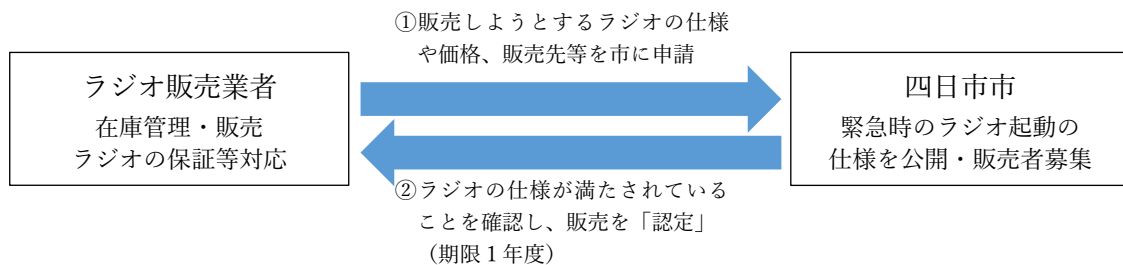 ①販売しようとするラジオの仕様
や価格、販売先等を市に申請
ラジオ販売業者
在庫管理・販売
ラジオの保証等対応
四日市市
緊急時のラジオ起動の
仕様を公開・販売者募集
②ラジオの仕様が満たされている
ことを確認し、販売を「認定」
（期限１年度）